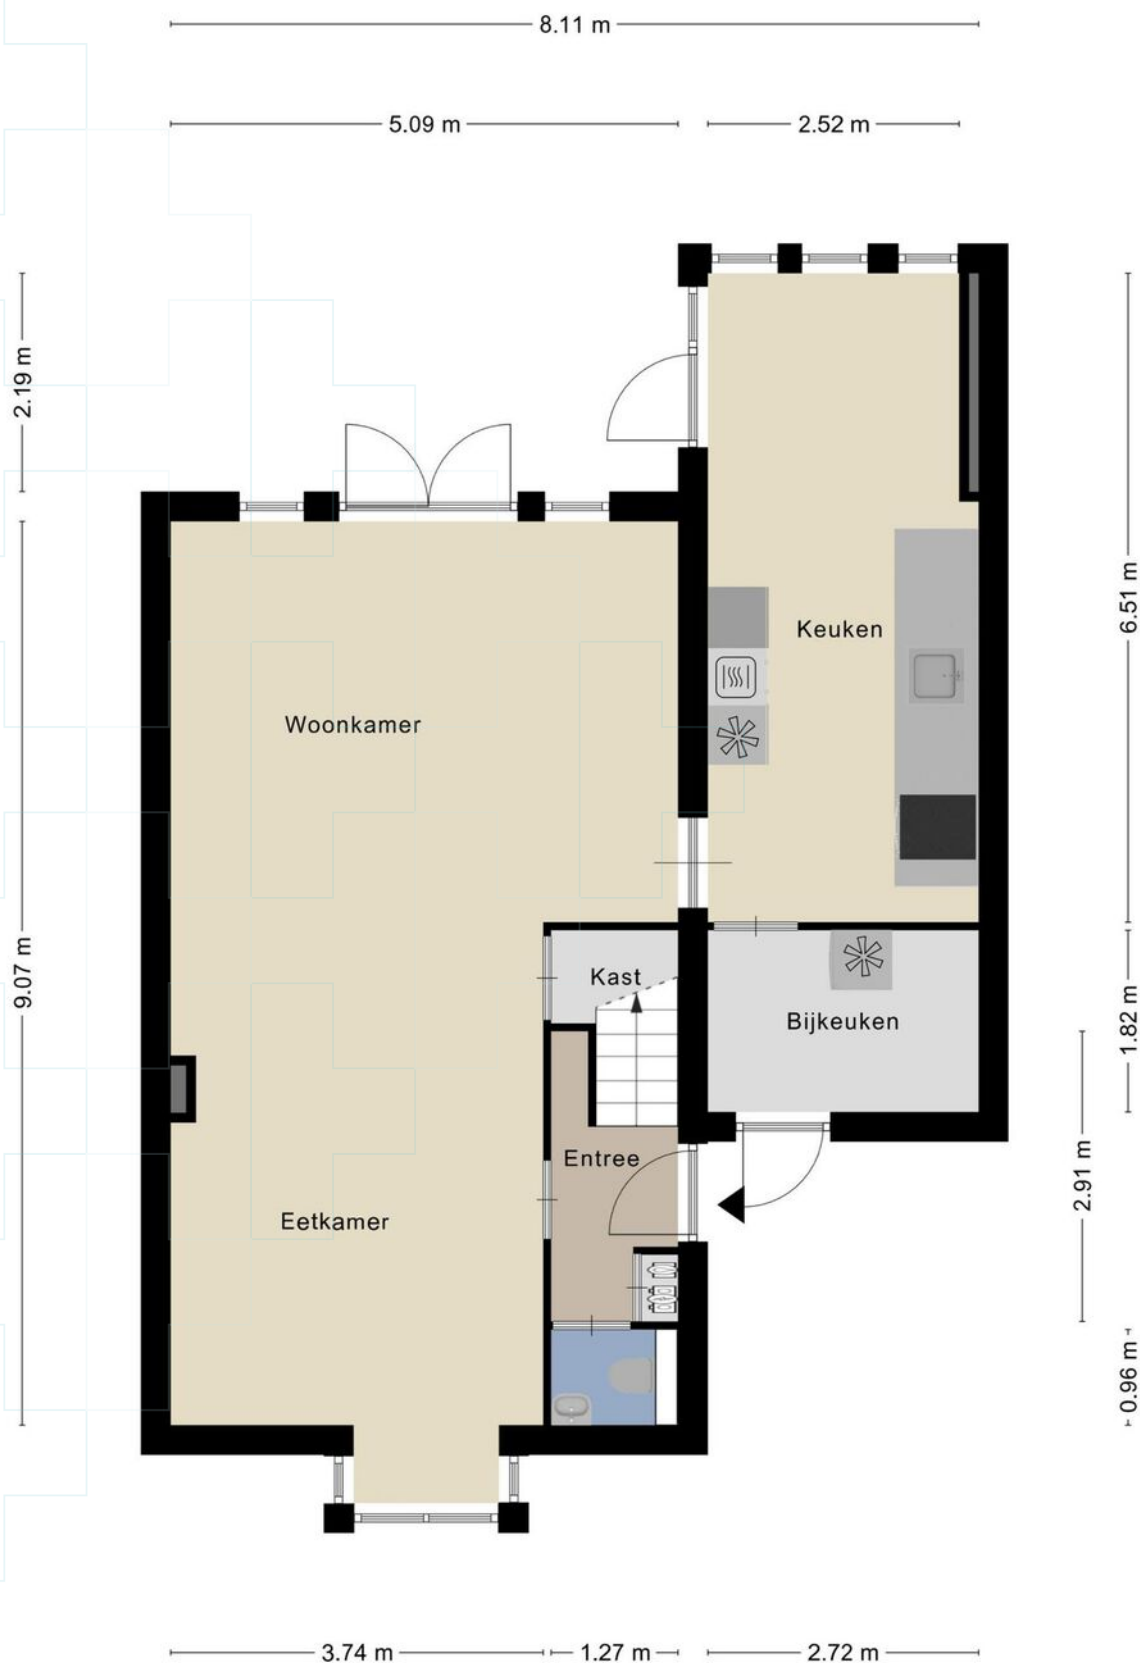 8.11 m
5.09 m
2.52 m
2.19 m
6.51 m
Keuken
Woonkamer
9.07 m
Kast
Bijkeuken
1.82 m
Entree
2.91 m
Eetkamer
0.96 m
3.74 m
1.27 m
2.72 m